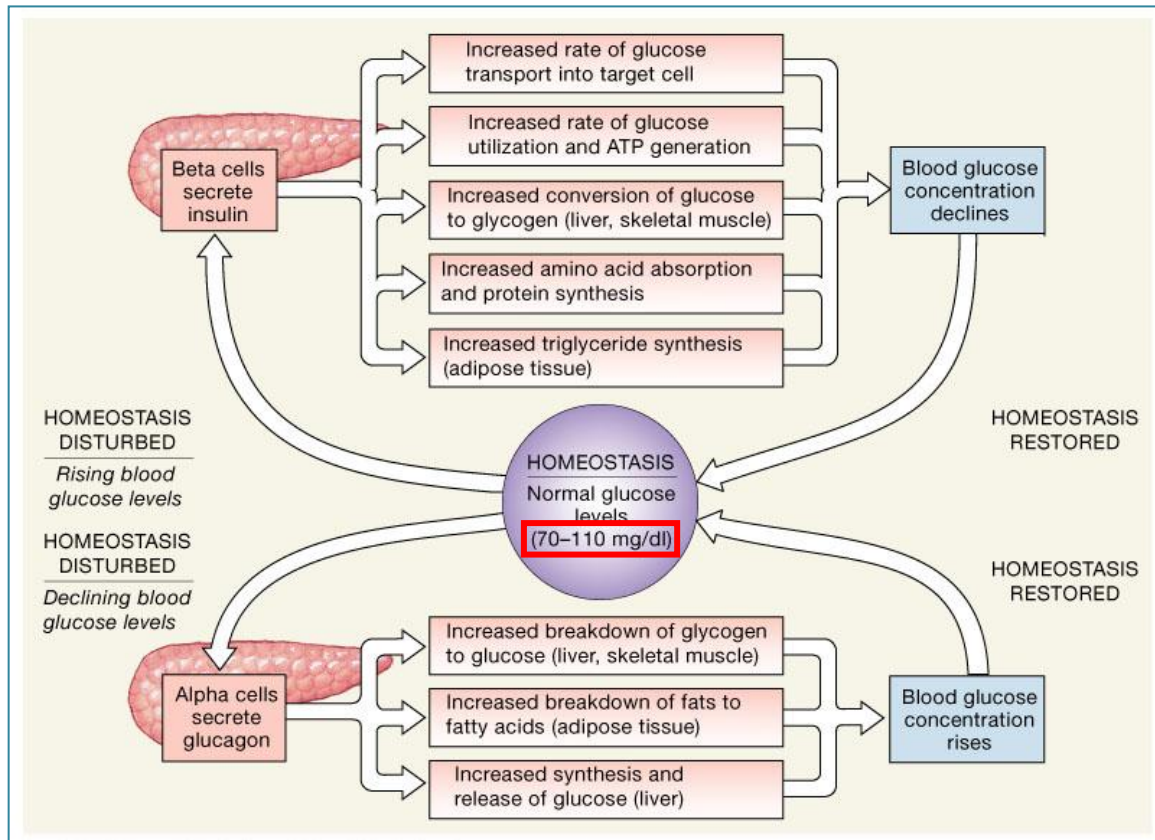 Increased rate of glucose
transport into target cell
Increased rate of glucose
utilization and ATP generation
Increased conversion of glucose
to glycogen (liver, skeletal muscle)
Increased amino acid absorption
and protein synthesis
Increased triglyceride synthesis
(adipose tissue)
Beta cells
secrete
insulin
Blood glucose
concentration
declines
HOMEOSTASIS
DISTURBED
Rising blood
glucose levels
HOMEOSTASIS
DISTURBED
Declining blood
glucose levels
HOMEOSTASIS
Normal glucose
levels
(70–110 mg/dl)
HOMEOSTASIS
RESTORED
HOMEOSTASIS
RESTORED
Alpha cells
secrete
glucagon
Increased breakdown of glycogen
to glucose (liver, skeletal muscle)
Increased breakdown of fats to
fatty acids (adipose tissue)
Increased synthesis and
release of glucose (liver)
Blood glucose
concentration
rises